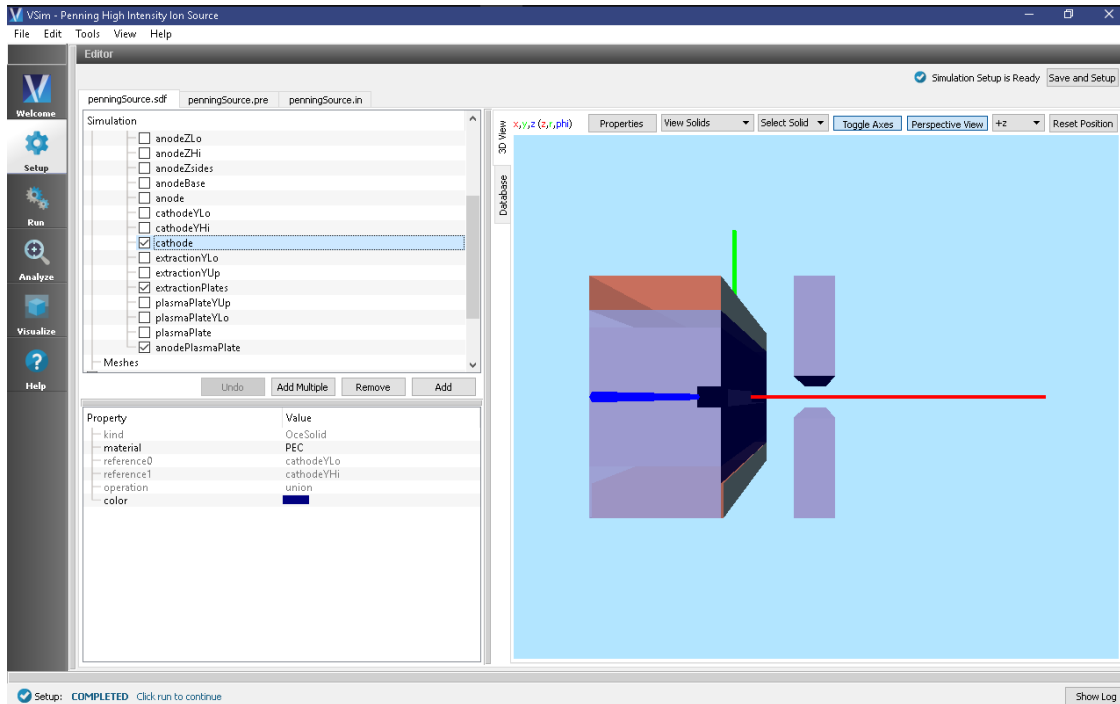 VSim - Penning High Intensity Ion Source
File Edit Tools View Help
Editor
Simulation Setup is Ready Save and Setup
Welcome
Setup
Run
Analyze
Visualize
Help
penningSource.sdf penningSource.pre penningSource.in
Simulation
anodeZLo
anodeZHi
anodeZsides
anodeBase
anode
cathodeYLo
cathodeYHi
cathode
extractionYLo
extractionYUp
extractionPlates
plasmaPlateYUp
plasmaPlateYLo
plasmaPlate
anodePlasmaPlate
Meshes
Undo Add Multiple Remove Add
Property Value
kind OceSolid
material PEC
reference0 cathodeYLo
reference1 cathodeYHi
operation union
color
3D View
Database
x,y,z (z,r,phi) Properties View Solids Select Solid Toggle Axes Perspective View +z Reset Position
Setup: COMPLETED Click run to continue
Show Log